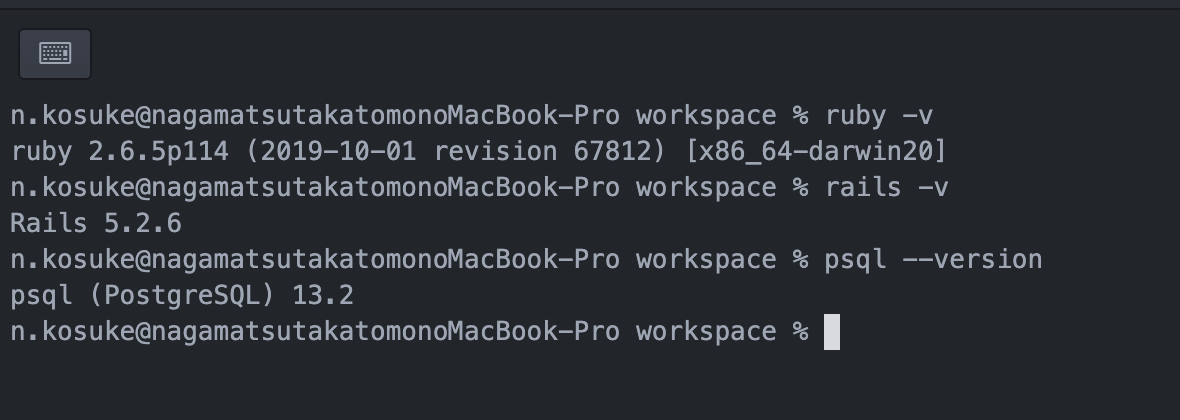 n.kosuke@nagamatsutakatomonoMacBook-Pro workspace % ruby -v
ruby 2.6.5p114 (2019-10-01 revision 67812) [x86_64-darwin20]
n.kosuke@nagamatsutakatomonoMacBook-Pro workspace % rails -v
Rails 5.2.6
n.kosuke@nagamatsutakatomonoMacBook-Pro workspace % psql --version
psql (PostgreSQL) 13.2
n.kosuke@nagamatsutakatomonoMacBook-Pro workspace %